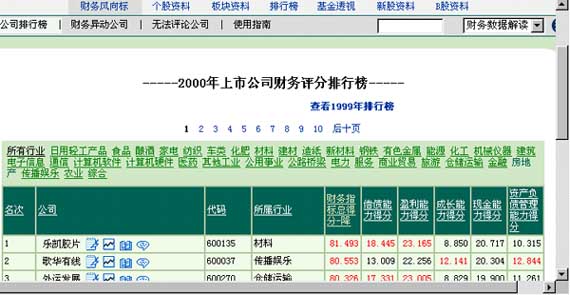 财务风向标 个股资料 板块资料 排行榜 基金透视 新股资料 B股资料
公司排行榜 | 财务异动公司 | 无法评论公司 | 使用指南 财务数据解读
-----2000年上市公司财务评分排行榜-----
查看1999年排行榜
1 2 3 4 5 6 7 8 9 10 后十页
所有行业 日用轻工产品 食品 酿酒 家电 纺织 车类 化肥 材料 建材 造纸 新材料 钢铁 有色金属 能源 化工 机械仪器 建筑
电子信息 通信 计算机软件 计算机硬件 医药 其他工业 公用事业 公路桥梁 电力 服务 商业贸易 旅游 仓储运输 金融 房地
产 传播娱乐 农业 综合
名次 公司 代码 所属行业 财务指标总得分-降 偿债能力得分 盈利能力得分 成长能力得分 现金能力得分 资产负债管理能力得分
1 乐凯胶片 600135 材料 81.493 18.445 23.165 8.850 20.717 10.315
2 歌华有线 600037 传播娱乐 80.553 13.009 22.256 12.141 20.304 12.844
3 外运发展 600270 仓储运输 80.326 17.331 23.005 8.829 19.900 11.261